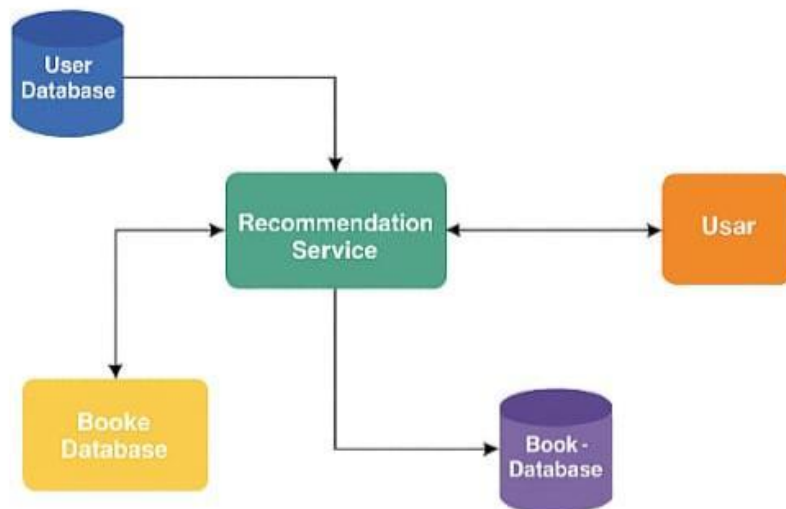 User
Database
Recommendation
Service
Usar
Booke
Database
Book -
Database